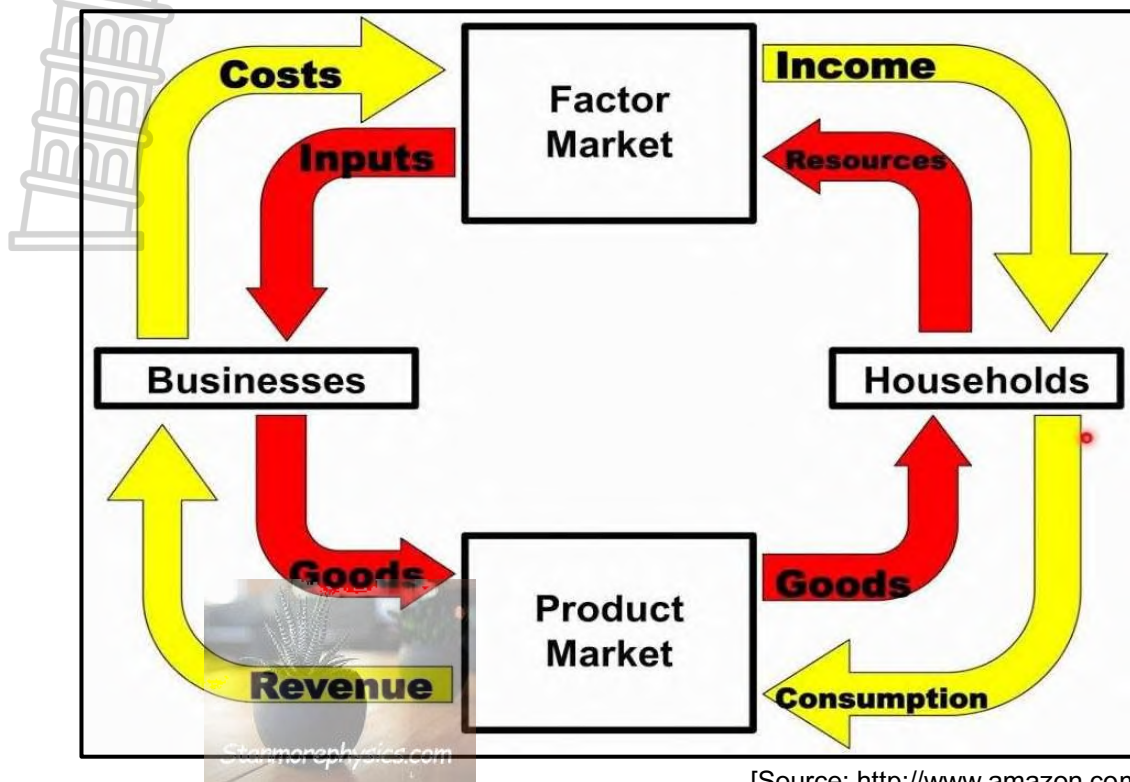 Costs
Factor
Market
Income
Inputs
Resources
Businesses
Households
Goods
Product
Market
Goods
Revenue
Consumption
Stanmorephysics.com
[Source: http://www.amazon.com